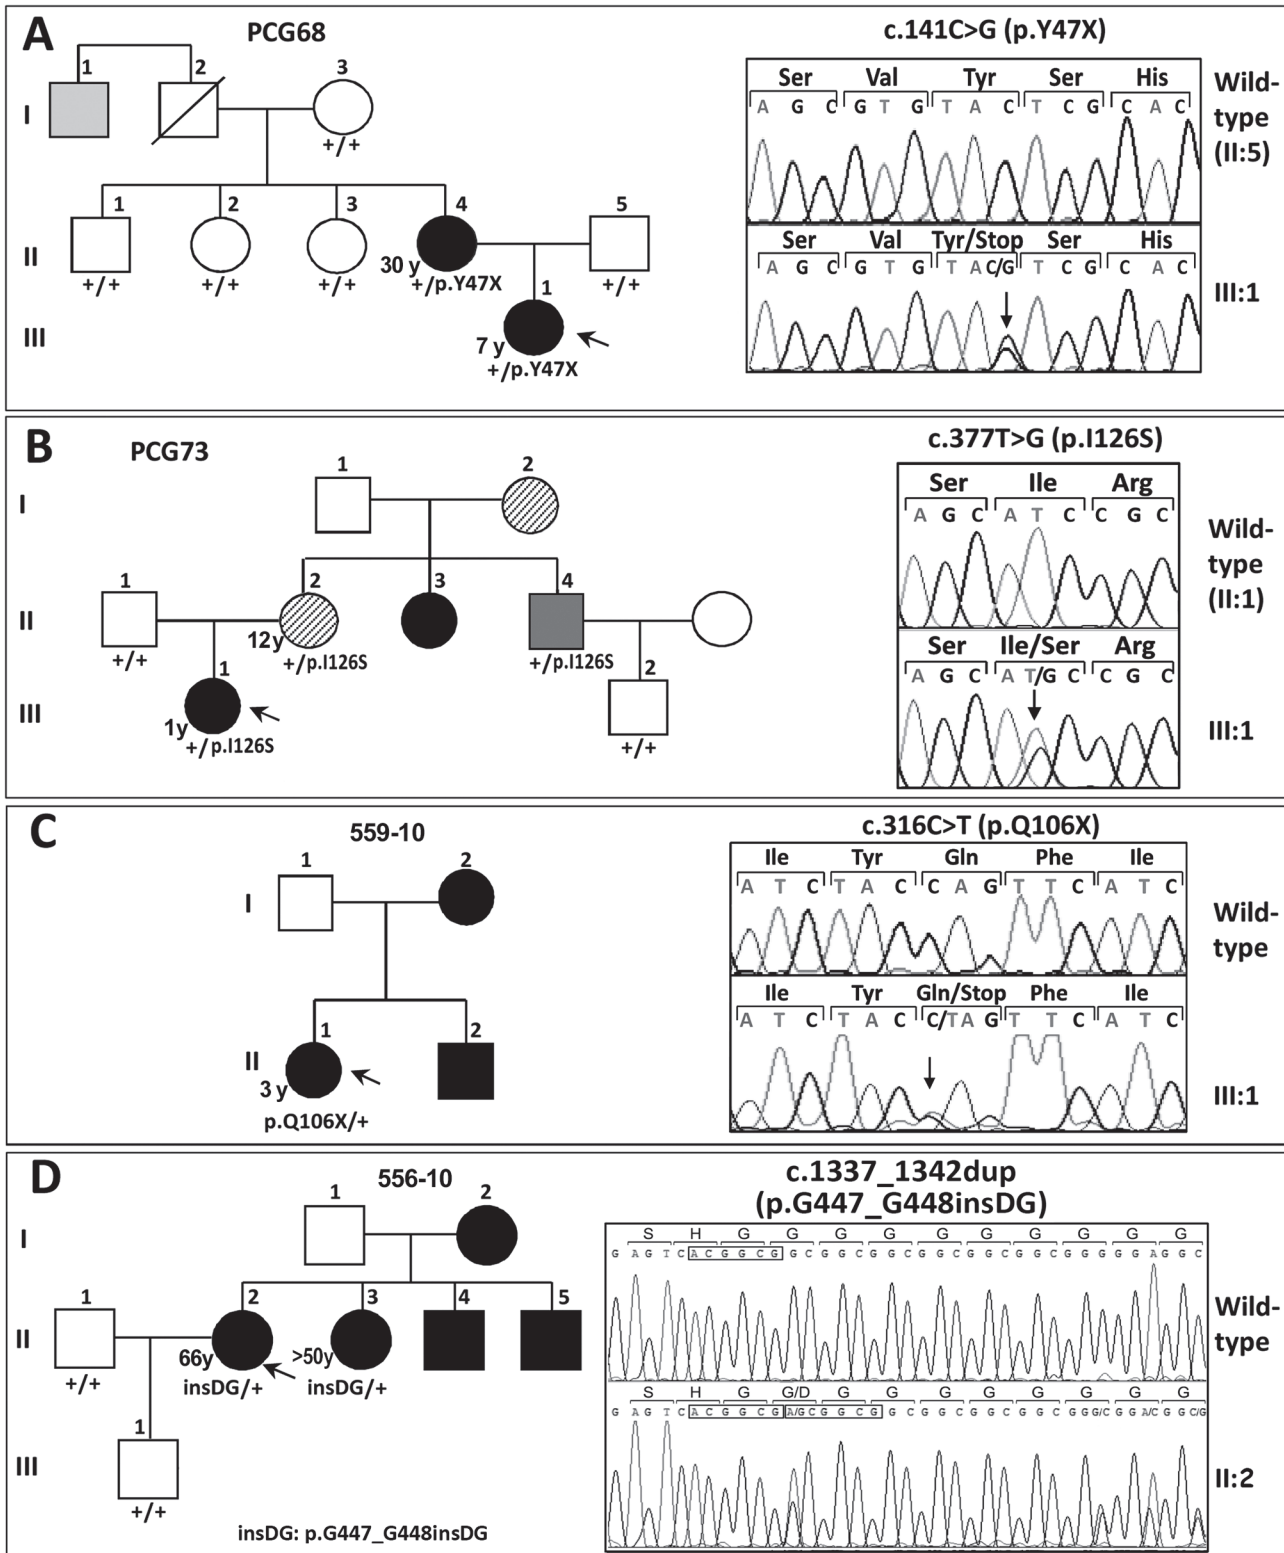 A
PCG68
c.141C>G (p.Y47X)
1
2
3
I
+/+
1
2
3
4
5
II
+/+
+/+
+/+
30 y
+/p.Y47X
+/+
1
III
7 y
+/p.Y47X
Ser Val Tyr Ser His
A G C G T G T A C T C G C A C
Wild-
type
(II:5)
Ser Val Tyr/Stop Ser His
A G C G T G T A C/G T C G C A C
III:1
B
PCG73
c.377T>G (p.I126S)
1
2
I
1
2
3
4
II
+/+
12y
+/p.I126S
+/p.I126S
1
2
III
1y
+/p.I126S
+/+
Ser Ile Arg
A G C A T C C G C
Wild-
type
(II:1)
Ser Ile/Ser Arg
A G C A T/G C C G C
III:1
C
559-10
c.316C>T (p.Q106X)
1
2
I
1
2
II
3 y
p.Q106X/+
Ile Tyr Gln Phe Ile
A T C T A C C A G T T C A T C
Wild-
type
Ile Tyr Gln/Stop Phe Ile
A T C T A C C/T A G T T C A T C
III:1
D
556-10
c.1337_1342dup
(p.G447_G448insDG)
1
2
I
1
2
3
4
5
II
+/+
66y
insDG/+
>50y
insDG/+
1
III
+/+
insDG: p.G447_G448insDG
S H G G G G G G G G G G
G A G T C A C G G C G G C G G C G G C G G C G G C G G C G G G G G A G G C
Wild-
type
S H G G/D G G G G G G G G
G A G T C A C G G C G A/G C G G C G G C G G C G G C G G C G G G/C G G A/C G G C/G
II:2